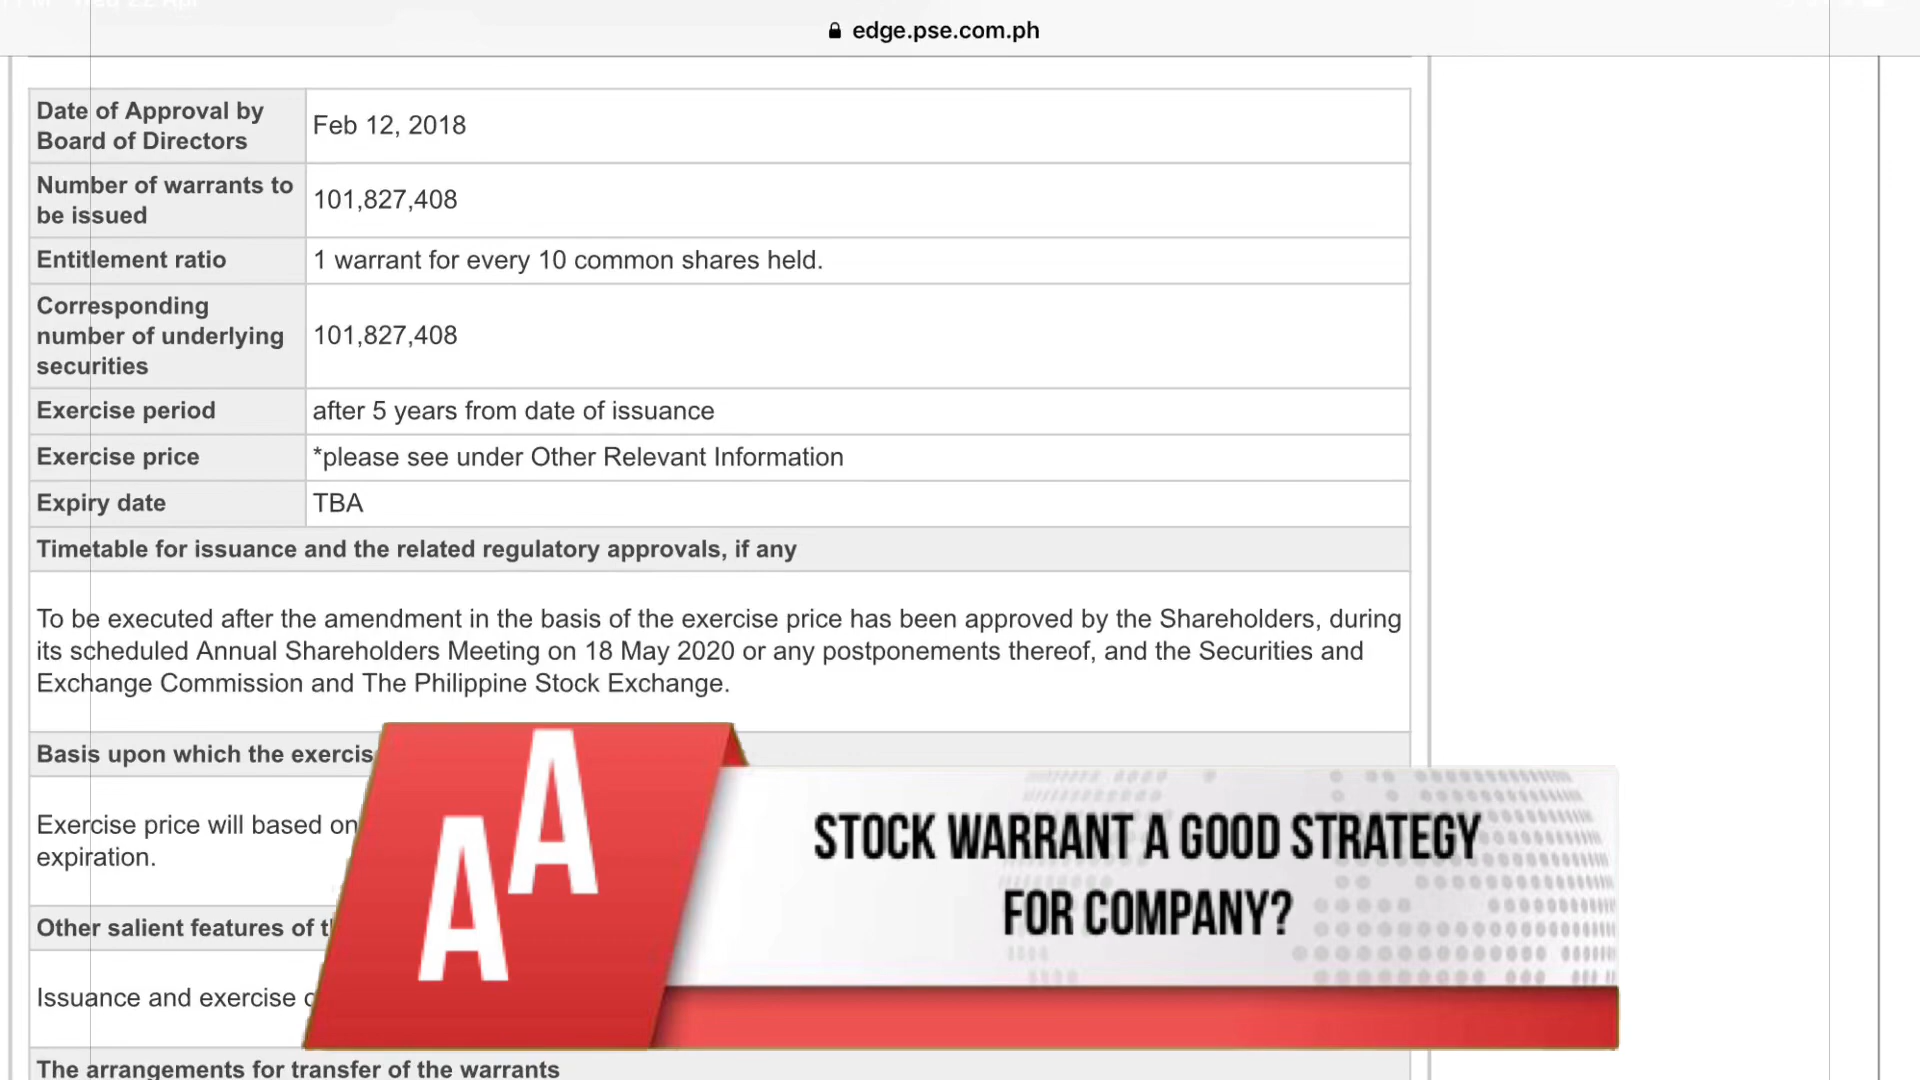 edge.pse.com.ph
Date of Approval by
Board of Directors
Feb 12, 2018
Number of warrants to
be issued
101,827,408
Entitlement ratio
1 warrant for every 10 common shares held.
Corresponding
number of underlying
securities
101,827,408
Exercise period
after 5 years from date of issuance
Exercise price
*please see under Other Relevant Information
Expiry date
TBA
Timetable for issuance and the related regulatory approvals, if any
To be executed after the amendment in the basis of the exercise price has been approved by the Shareholders, during
its scheduled Annual Shareholders Meeting on 18 May 2020 or any postponements thereof, and the Securities and
Exchange Commission and The Philippine Stock Exchange.
Basis upon which the exercis
Exercise price will based on
expiration.
Other salient features of t
Issuance and exercise
The arrangements for transfer of the warrants
AA
STOCK WARRANT A GOOD STRATEGY
FOR COMPANY?